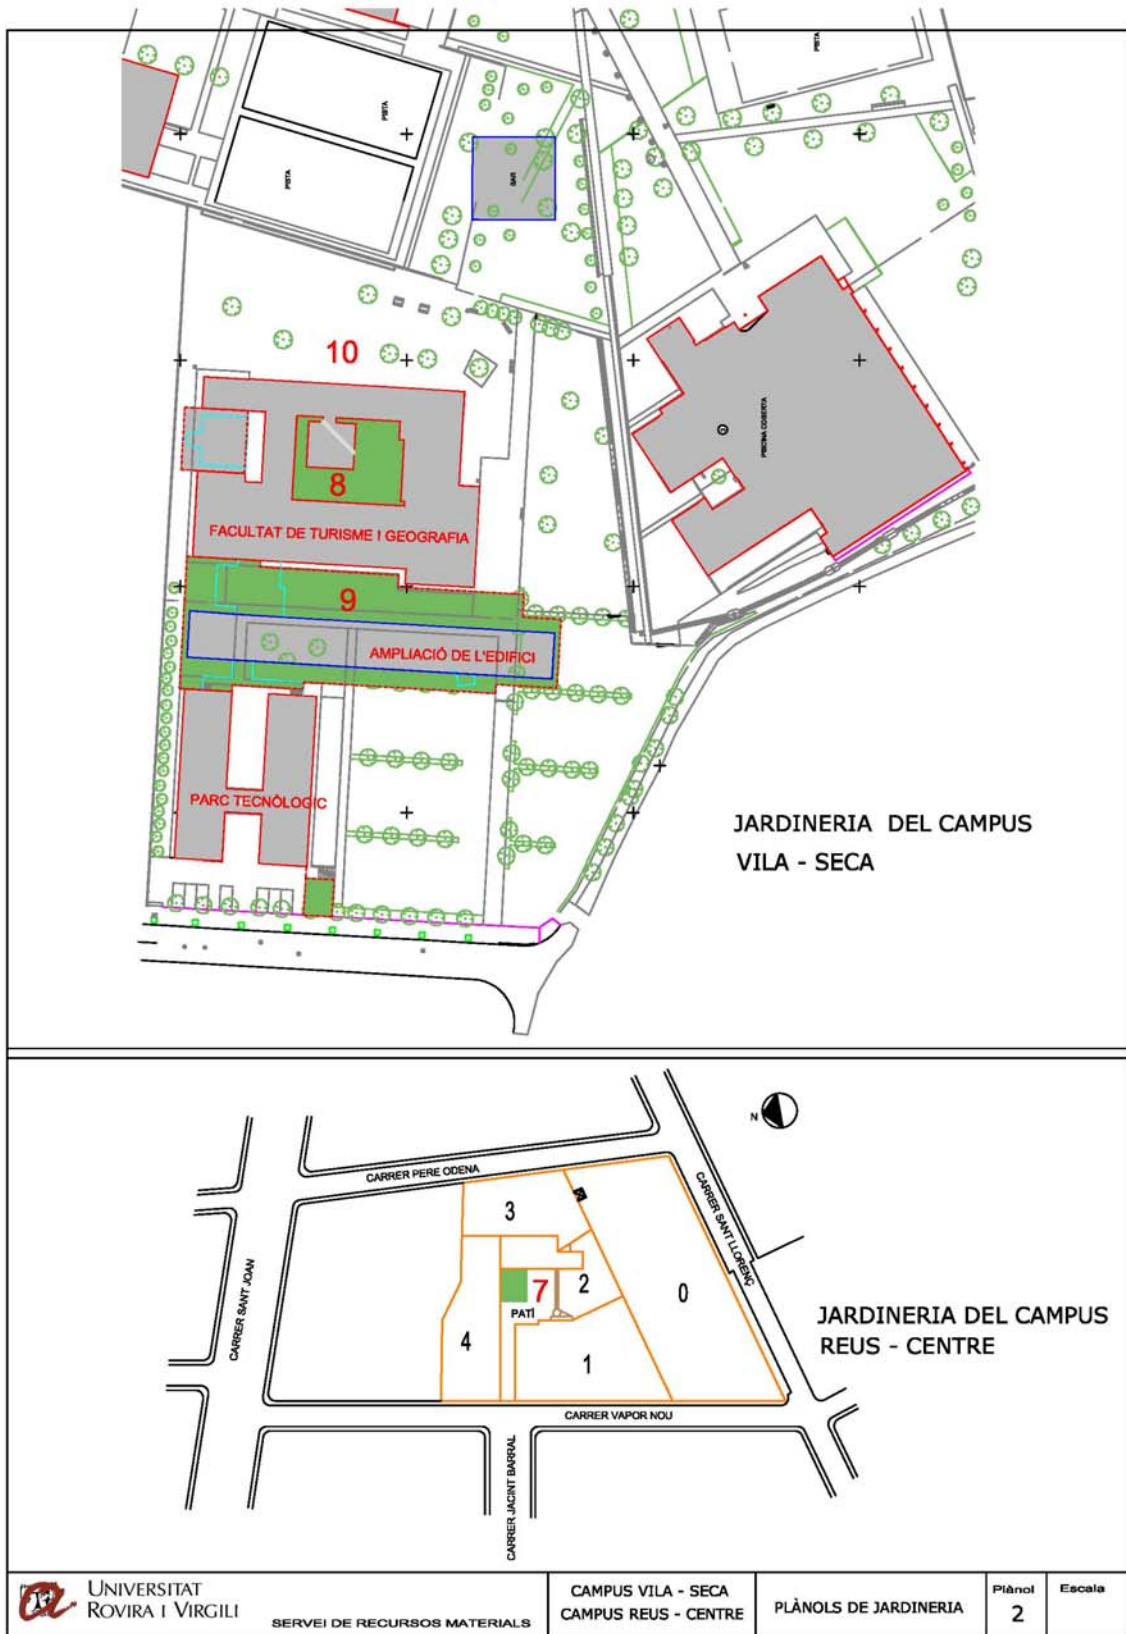 PISTA
PISTA
PISTA
BAR
10
PISCINA COBERTA
8
FACULTAT DE TURISME I GEOGRAFIA
9
AMPLIACIÓ DE L'EDIFICI
PARC TECNÒLOGIC
JARDINERIA DEL CAMPUS
VILA - SECA
N
CARRER PERE ODENA
CARRER SANT LLORENÇ
CARRER SANT JOAN
3
7
2
0
PATÍ
4
1
JARDINERIA DEL CAMPUS
REUS - CENTRE
CARRER VAPOR NOU
CARRER JACINT BARRAL
UNIVERSITAT
ROVIRA I VIRGILI
SERVEI DE RECURSOS MATERIALS
CAMPUS VILA - SECA
CAMPUS REUS - CENTRE
PLÀNOLS DE JARDINERIA
Plànol
2
Escala